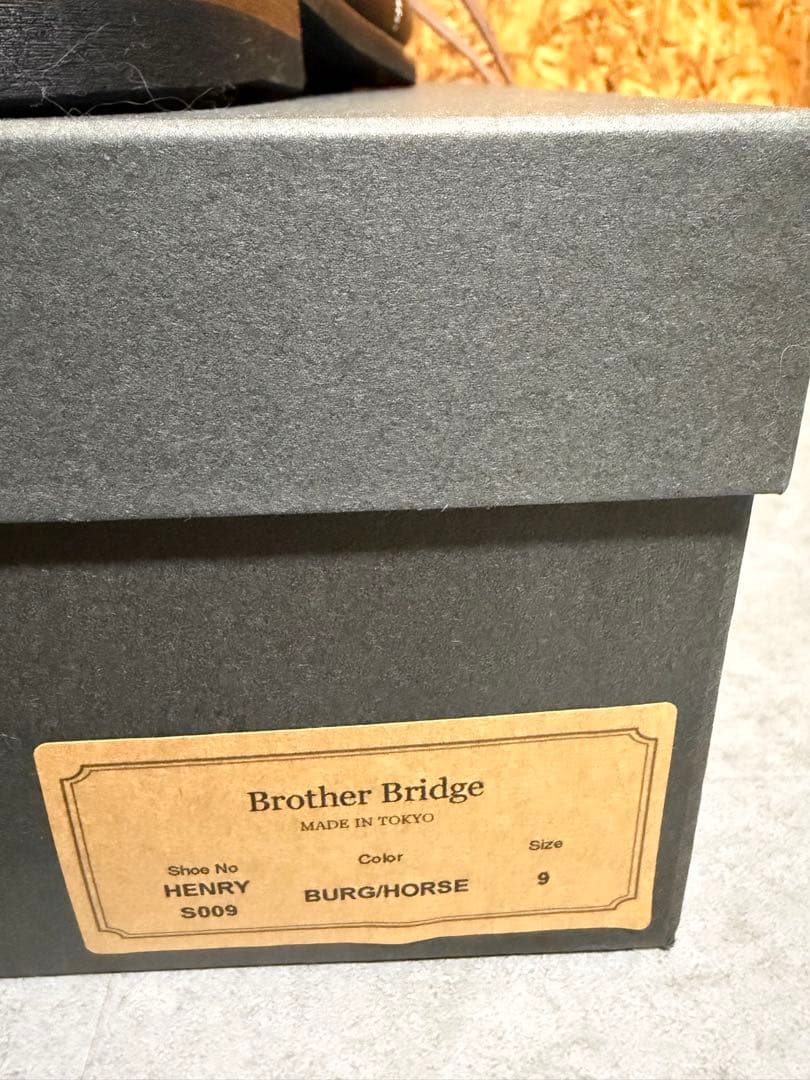 Brother Bridge
MADE IN TOKYO
Shoe No Color Size
HENRY BURG/HORSE 9
S009